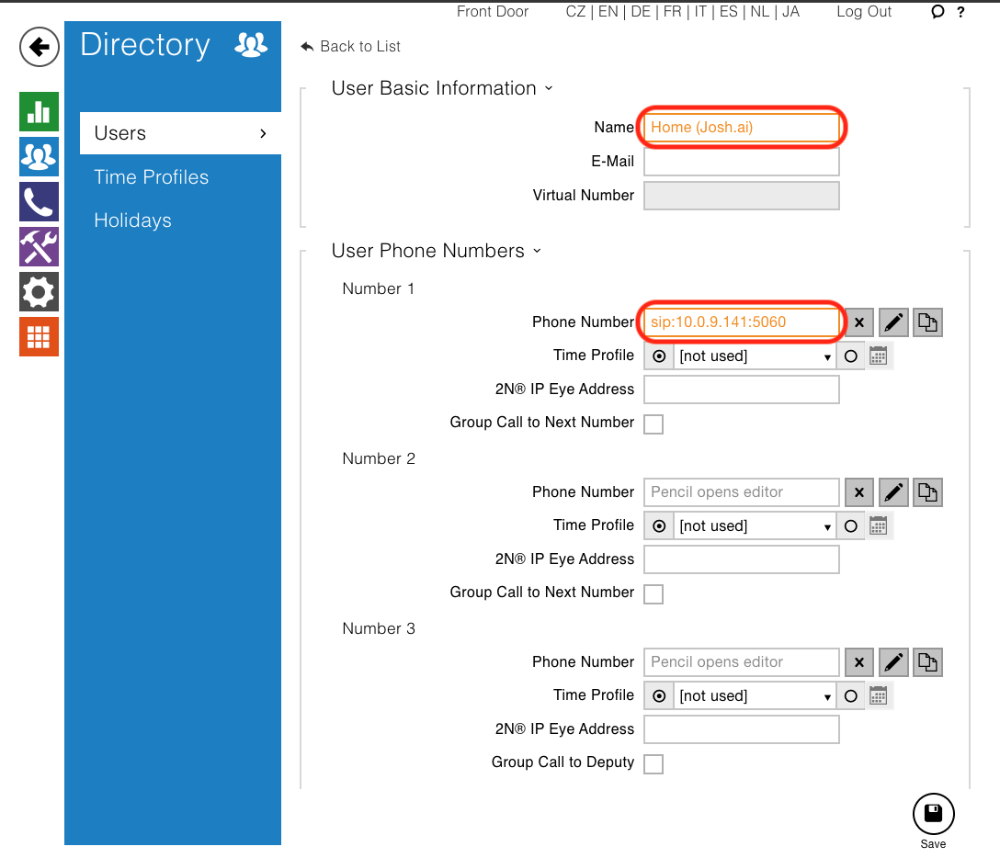 Front Door CZ | EN | DE | FR | IT | ES | NL | JA Log Out ?
Directory
Back to List
User Basic Information
Users
Name Home (Josh.ai)
E-Mail
Time Profiles
Virtual Number
Holidays
User Phone Numbers
Number 1
Phone Number sip:10.0.9.141:5060
Time Profile [not used]
2N® IP Eye Address
Group Call to Next Number
Number 2
Phone Number Pencil opens editor
Time Profile [not used]
2N® IP Eye Address
Group Call to Next Number
Number 3
Phone Number Pencil opens editor
Time Profile [not used]
2N® IP Eye Address
Group Call to Deputy
Save